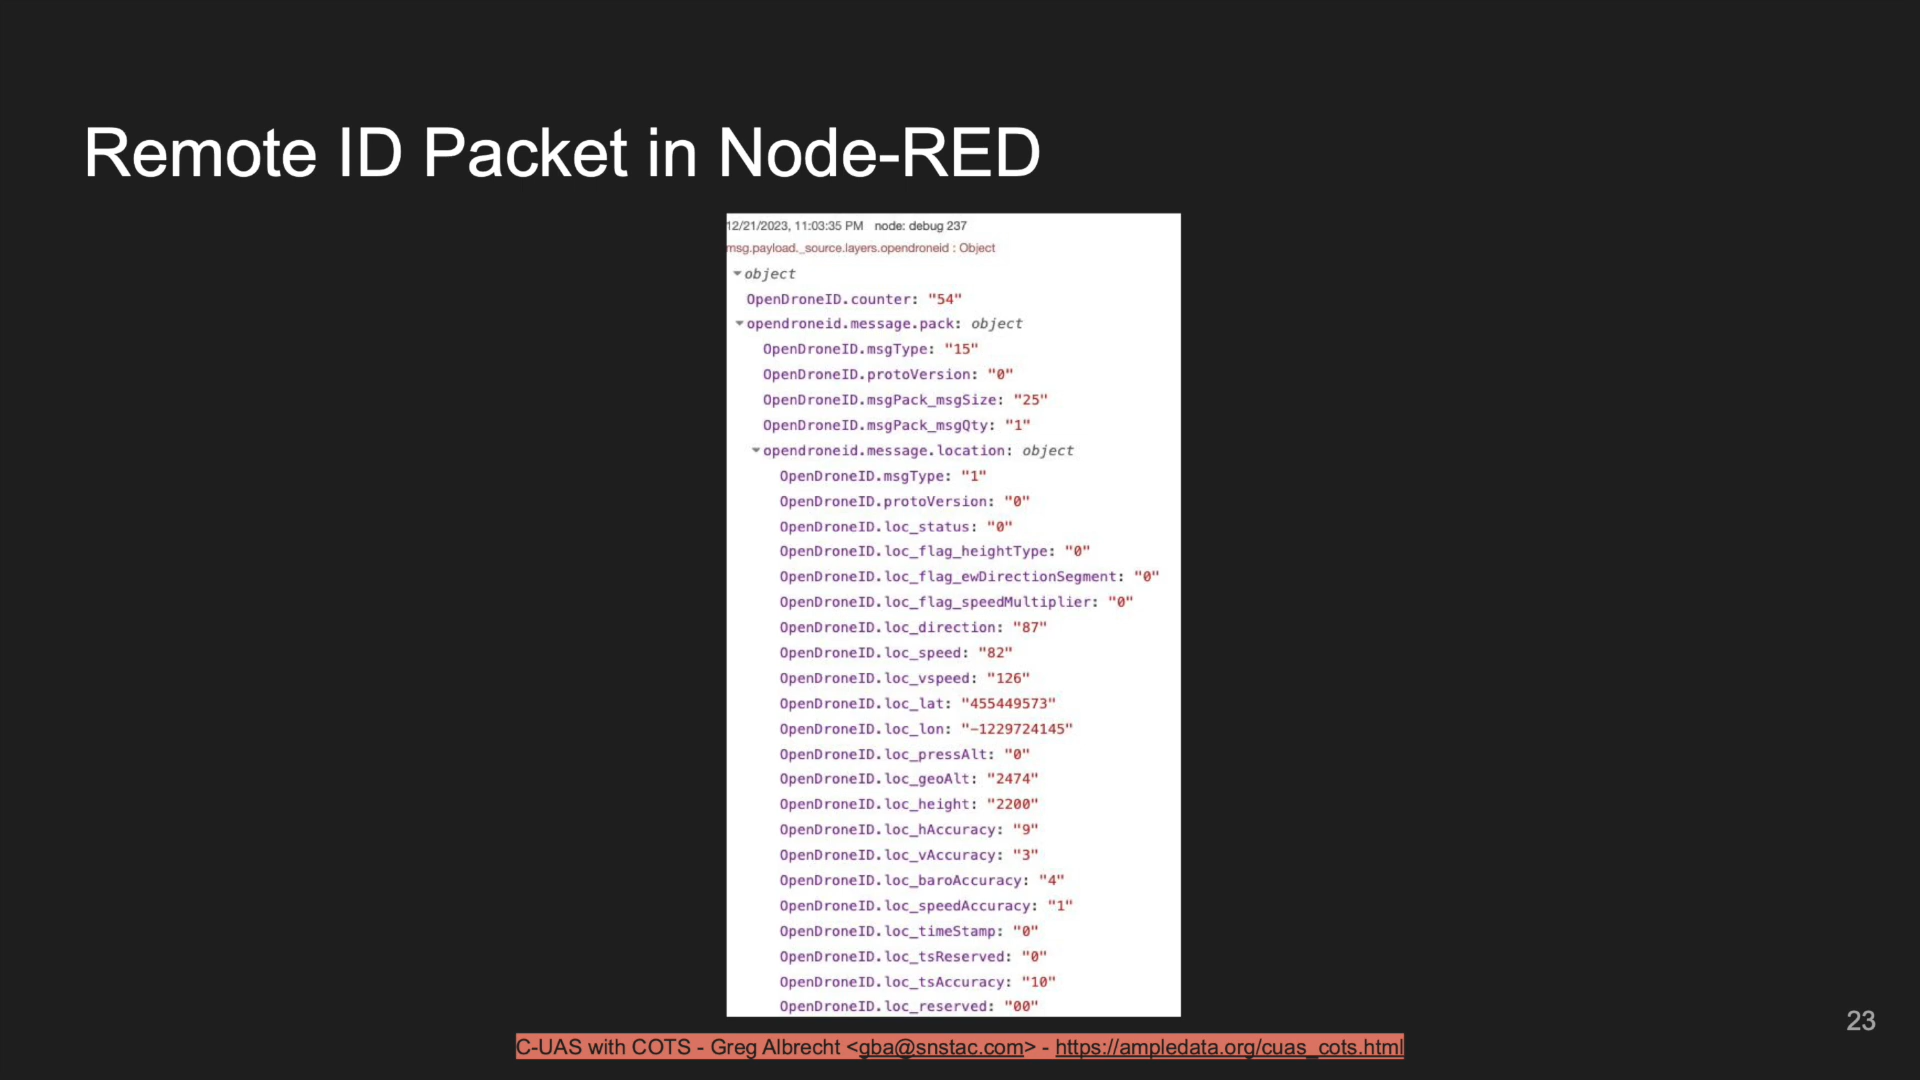 Remote ID Packet in Node-RED
12/21/2023, 11:03:35 PM node: debug 237
msg.payload._source.layers.opendroneid : Object
object
OpenDroneID.counter: "54"
opendroneid.message.pack: object
OpenDroneID.msgType: "15"
OpenDroneID.protoVersion: "0"
OpenDroneID.msgPack_msgSize: "25"
OpenDroneID.msgPack_msgQty: "1"
opendroneid.message.location: object
OpenDroneID.msgType: "1"
OpenDroneID.protoVersion: "0"
OpenDroneID.loc_status: "0"
OpenDroneID.loc_flag_heightType: "0"
OpenDroneID.loc_flag_ewDirectionSegment: "0"
OpenDroneID.loc_flag_speedMultiplier: "0"
OpenDroneID.loc_direction: "87"
OpenDroneID.loc_speed: "82"
OpenDroneID.loc_vspeed: "126"
OpenDroneID.loc_lat: "455449573"
OpenDroneID.loc_lon: "-1229724145"
OpenDroneID.loc_pressAlt: "0"
OpenDroneID.loc_geoAlt: "2474"
OpenDroneID.loc_height: "2200"
OpenDroneID.loc_hAccuracy: "9"
OpenDroneID.loc_vAccuracy: "3"
OpenDroneID.loc_baroAccuracy: "4"
OpenDroneID.loc_speedAccuracy: "1"
OpenDroneID.loc_timeStamp: "0"
OpenDroneID.loc_tsReserved: "0"
OpenDroneID.loc_tsAccuracy: "10"
OpenDroneID.loc_reserved: "00"
23
C-UAS with COTS - Greg Albrecht <gba@snstac.com> - https://ampledata.org/cuas_cots.html